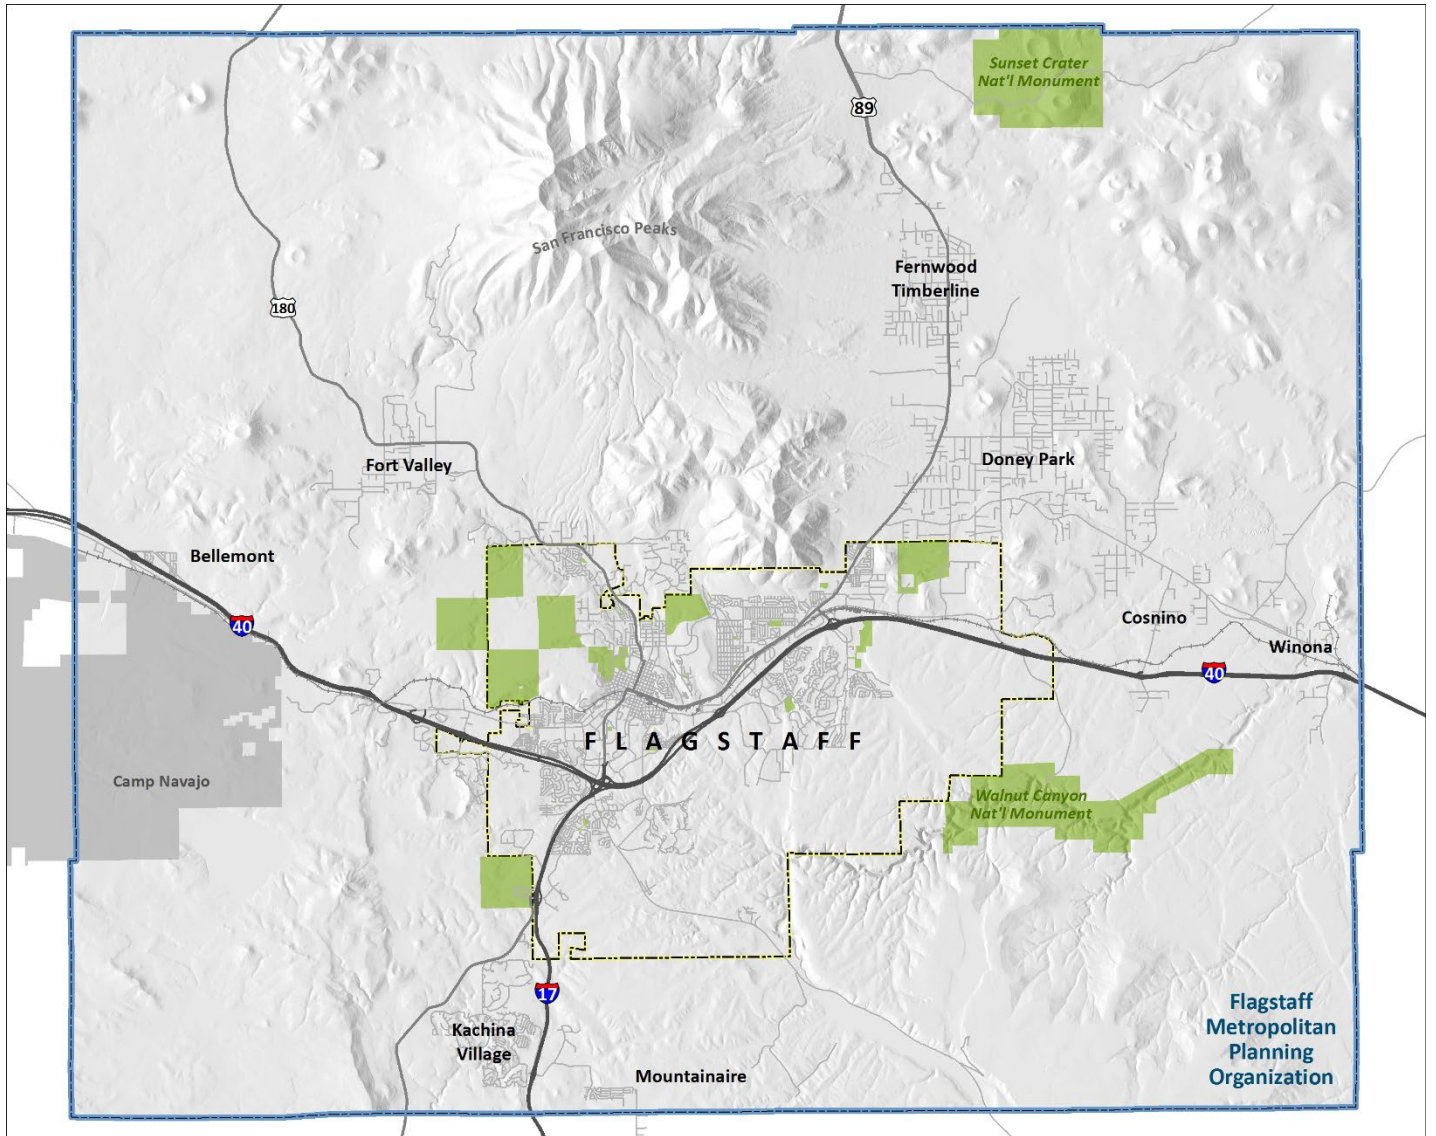 Sunset Crater
Nat'l Monument
89
San Francisco Peaks
Fernwood
Timberline
180
Fort Valley
Doney Park
Bellemont
40
Cosnino
Winona
40
FLAGSTAFF
Camp Navajo
Walnut Canyon
Nat'l Monument
17
Kachina
Village
Mountainaire
Flagstaff
Metropolitan
Planning
Organization